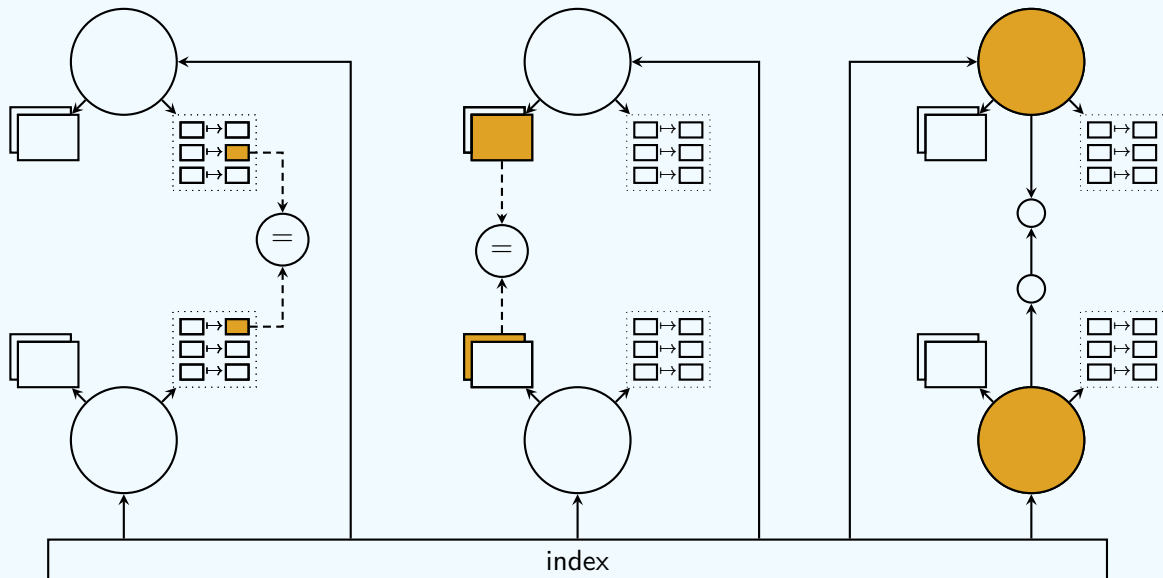 =
=
index